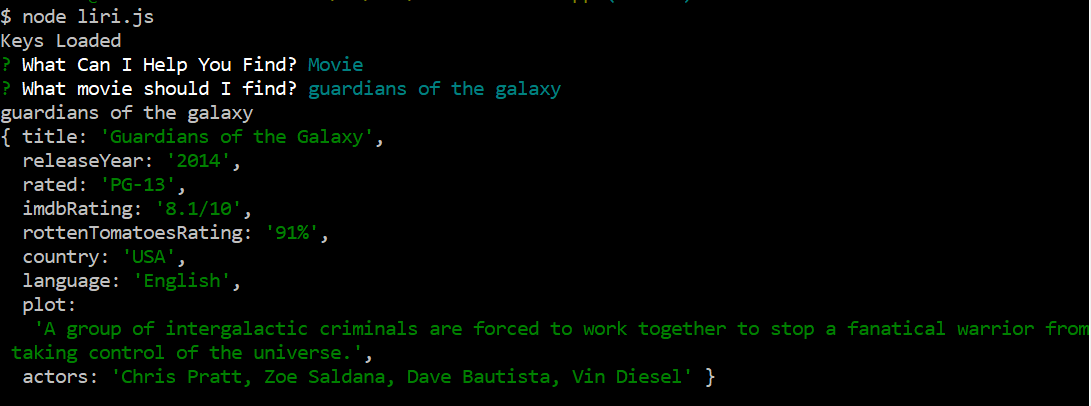 $ node liri.js
Keys Loaded
? What Can I Help You Find? Movie
? What movie should I find? guardians of the galaxy
guardians of the galaxy
{ title: 'Guardians of the Galaxy',
  releaseYear: '2014',
  rated: 'PG-13',
  imdbRating: '8.1/10',
  rottenTomatoesRating: '91%',
  country: 'USA',
  language: 'English',
  plot:
   'A group of intergalactic criminals are forced to work together to stop a fanatical warrior from
 taking control of the universe.',
  actors: 'Chris Pratt, Zoe Saldana, Dave Bautista, Vin Diesel' }